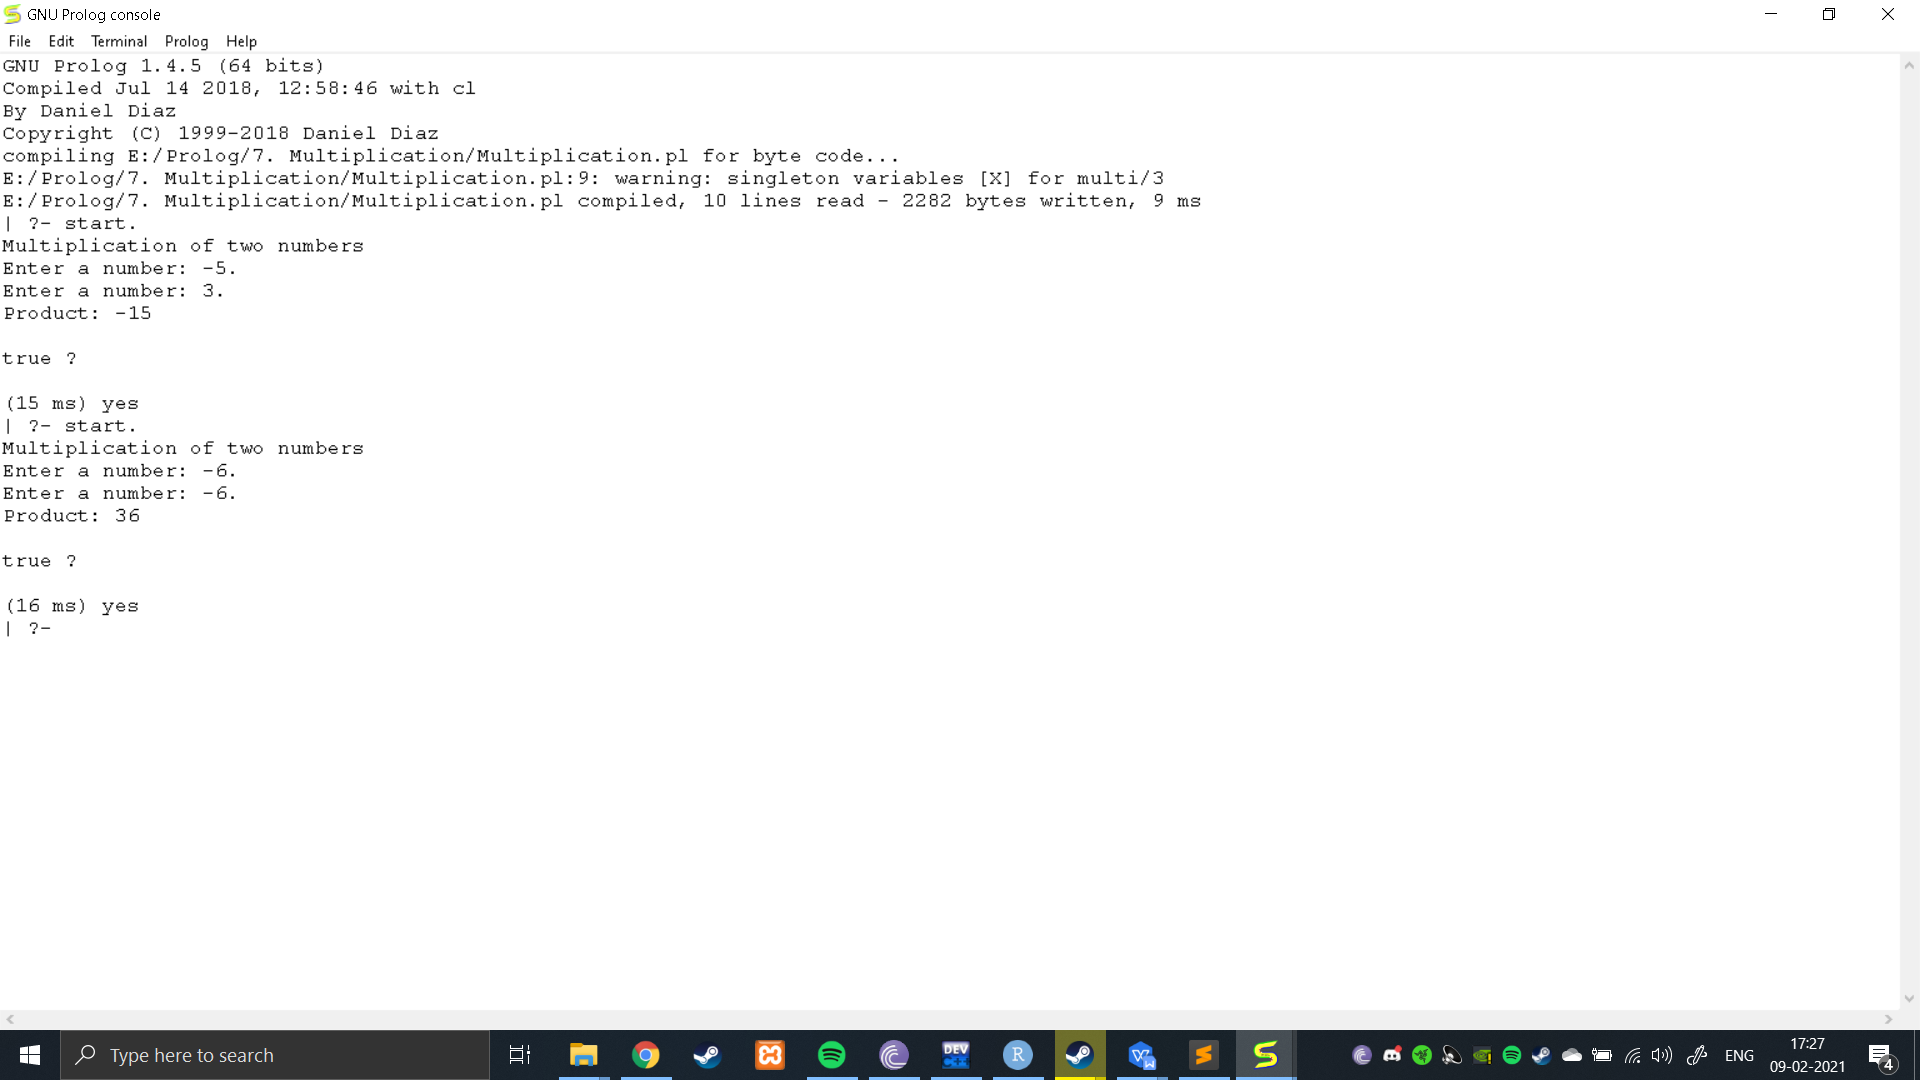 GNU Prolog console
File Edit Terminal Prolog Help
GNU Prolog 1.4.5 (64 bits)
Compiled Jul 14 2018, 12:58:46 with cl
By Daniel Diaz
Copyright (C) 1999-2018 Daniel Diaz
compiling E:/Prolog/7. Multiplication/Multiplication.pl for byte code...
E:/Prolog/7. Multiplication/Multiplication.pl:9: warning: singleton variables [X] for multi/3
E:/Prolog/7. Multiplication/Multiplication.pl compiled, 10 lines read - 2282 bytes written, 9 ms
| ?- start.
Multiplication of two numbers
Enter a number: -5.
Enter a number: 3.
Product: -15
true ?
(15 ms) yes
| ?- start.
Multiplication of two numbers
Enter a number: -6.
Enter a number: -6.
Product: 36
true ?
(16 ms) yes
| ?-
Type here to search
DEV
C++
R
W
ENG
17:27
09-02-2021
4